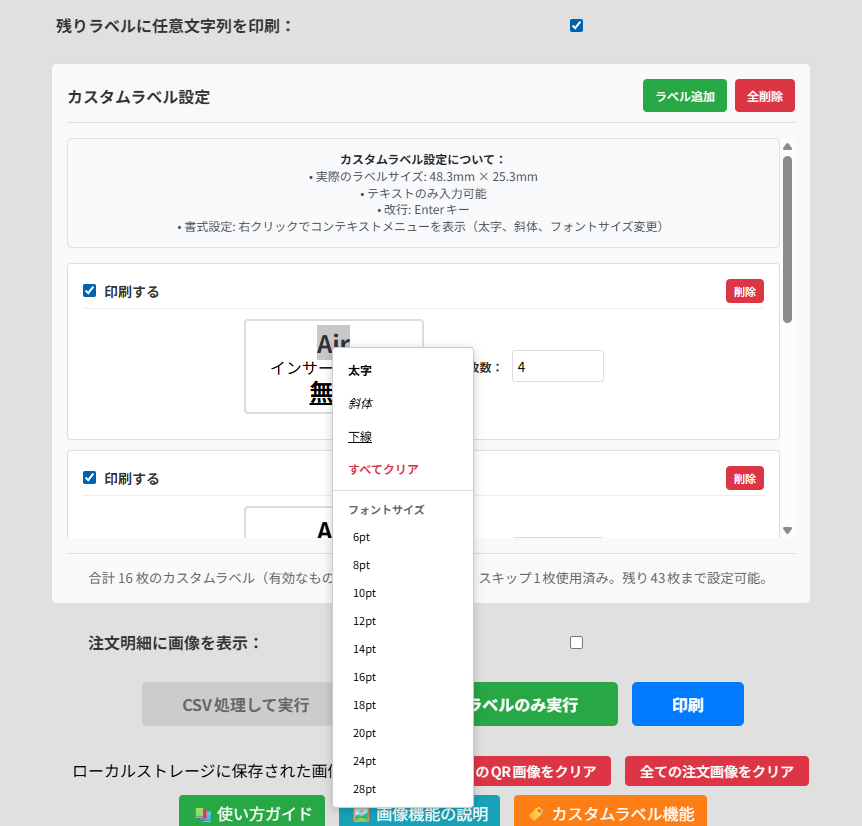 残りラベルに任意文字列を印刷：
カスタムラベル設定
ラベル追加
全削除
カスタムラベル設定について：
• 実際のラベルサイズ: 48.3mm × 25.3mm
• テキストのみ入力可能
• 改行: Enterキー
• 書式設定: 右クリックでコンテキストメニューを表示（太字、斜体、フォントサイズ変更）
印刷する
削除
Air
インサー
無
枚数：
4
太字
斜体
下線
すべてクリア
フォントサイズ
6pt
8pt
10pt
12pt
14pt
16pt
18pt
20pt
24pt
28pt
印刷する
削除
A
合計 16 枚のカスタムラベル（有効なもの
スキップ1枚使用済み。残り43枚まで設定可能。
注文明細に画像を表示：
CSV処理して実行
ラベルのみ実行
印刷
ローカルストレージに保存された画像
のQR画像をクリア
全ての注文画像をクリア
使い方ガイド
画像機能の説明
カスタムラベル機能